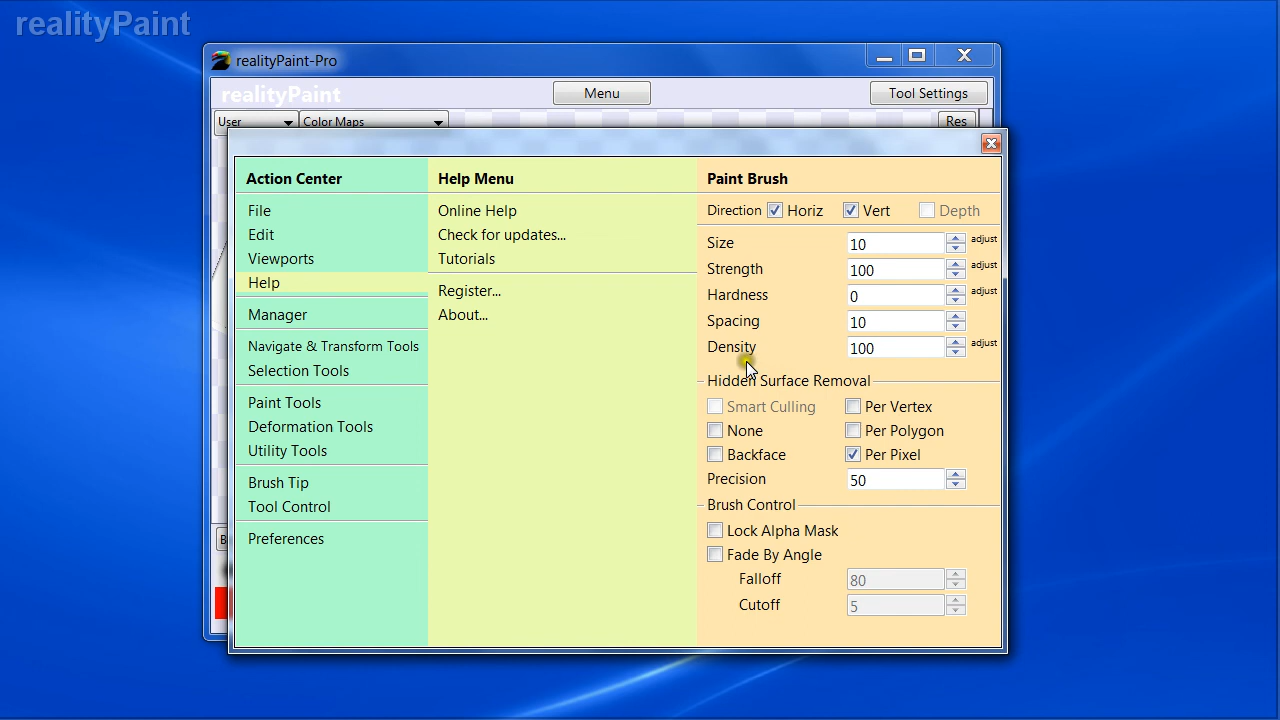 realityPaint
realityPaint-Pro
realityPaint Menu Tool Settings
User Color Maps Res
Action Center
File
Edit
Viewports
Help
Manager
Navigate & Transform Tools
Selection Tools
Paint Tools
Deformation Tools
Utility Tools
Brush Tip
Tool Control
Preferences
Help Menu
Online Help
Check for updates...
Tutorials
Register...
About...
Paint Brush
Direction Horiz Vert Depth
Size 10 adjust
Strength 100 adjust
Hardness 0 adjust
Spacing 10
Density 100 adjust
Hidden Surface Removal
Smart Culling Per Vertex
None Per Polygon
Backface Per Pixel
Precision 50
Brush Control
Lock Alpha Mask
Fade By Angle
Falloff 80
Cutoff 5